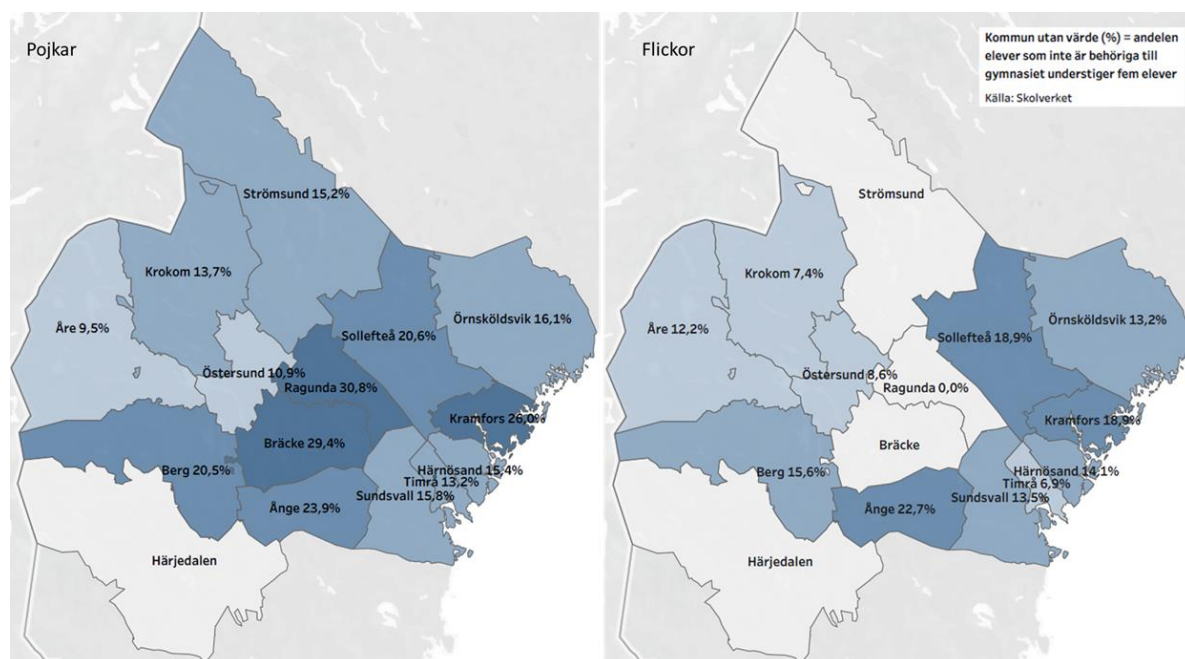 Pojkar
Strömsund 15,2%
Krokom 13,7%
Åre 9,5%
Örnsköldsvik 16,1%
Sollefteå 20,6%
Östersund 10,9%
Ragunda 30,8%
Kramfors 26,0%
Bräcke 29,4%
Berg 20,5%
Härnösand 15,4%
Timrå 13,2%
Sundsvall 15,8%
Ånge 23,9%
Härjedalen
Flickor
Kommun utan värde (%) = andelen
elever som inte är behöriga till
gymnasiet understiger fem elever
Källa: Skolverket
Strömsund
Krokom 7,4%
Örnsköldsvik 13,2%
Åre 12,2%
Sollefteå 18,9%
Östersund 8,6%
Ragunda 0,0%
Kramfors 18,9%
Bräcke
Berg 15,6%
Härnösand 14,1%
Timrå 6,9%
Sundsvall 13,5%
Ånge 22,7%
Härjedalen